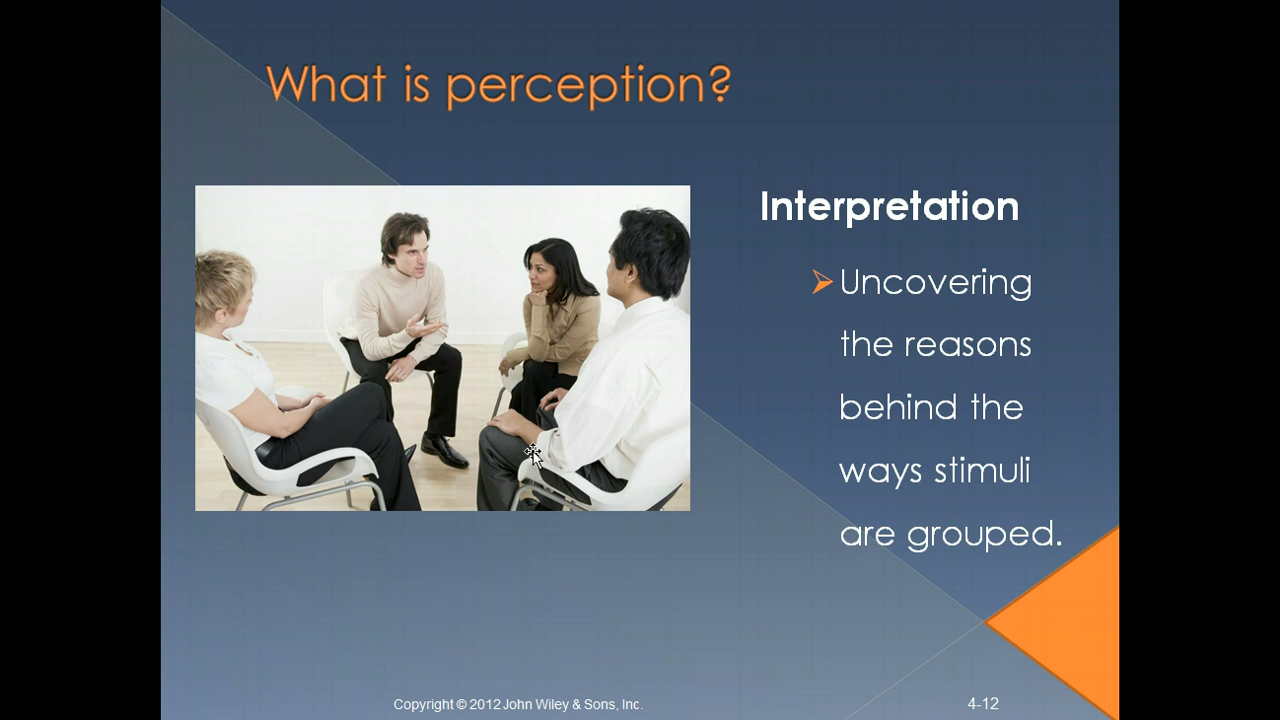 What is perception?
Interpretation
Uncovering
the reasons
behind the
ways stimuli
are grouped.
Copyright © 2012 John Wiley & Sons, Inc.
4-12